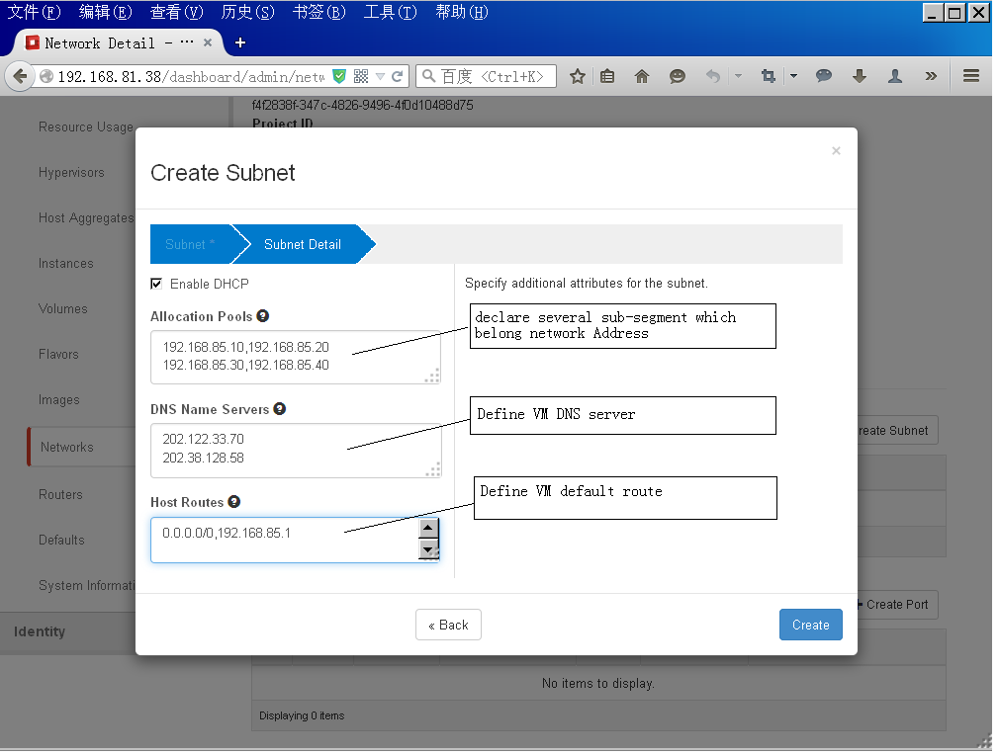 文件(F) 编辑(E) 查看(V) 历史(S) 书签(B) 工具(T) 帮助(H)
Network Detail - ··· × +
192.168.81.38/dashboard/admin/netw
百度 <Ctrl+K>
f4f2838f-347c-4826-9496-4f0d10488d75
Project ID
Resource Usage
Hypervisors
Host Aggregates
Instances
Volumes
Flavors
Images
Networks
Routers
Defaults
System Informati
Identity
×
Create Subnet
Subnet *
Subnet Detail
Enable DHCP
Specify additional attributes for the subnet.
Allocation Pools
192.168.85.10,192.168.85.20
192.168.85.30,192.168.85.40
declare several sub-segment which
belong network Address
DNS Name Servers
202.122.33.70
202.38.128.58
Define VM DNS server
Host Routes
0.0.0.0/0,192.168.85.1
Define VM default route
« Back
Create
reate Subnet
+ Create Port
No items to display.
Displaying 0 items